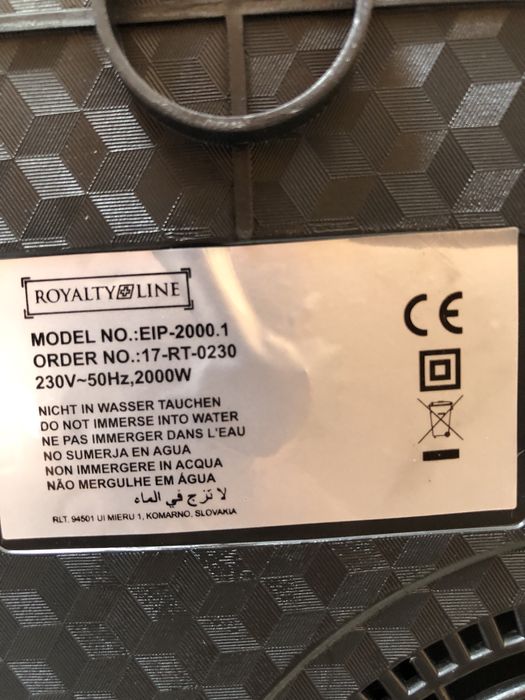 ROYALTY LINE
MODEL NO.:EIP-2000.1
ORDER NO.:17-RT-0230
230V~50Hz,2000W
NICHT IN WASSER TAUCHEN
DO NOT IMMERSE INTO WATER
NE PAS IMMERGER DANS L'EAU
NO SUMERJA EN AGUA
NON IMMERGERE IN ACQUA
NÃO MERGULHE EM ÁGUA
لا تزج في الماء
RLT. 94501 UI MIERU 1, KOMARNO. SLOVAKIA
CE